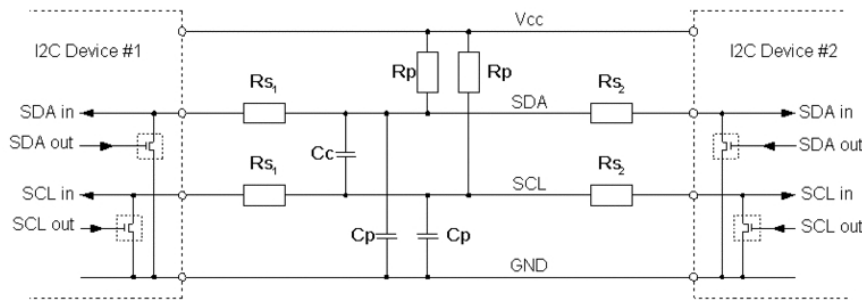 Vcc
I2C Device #1
I2C Device #2
Rp
Rp
Rs1
SDA
Rs2
SDA in
SDA in
SDA out
SDA out
Cc
Rs1
SCL
Rs2
SCL in
SCL in
SCL out
SCL out
Cp
Cp
GND